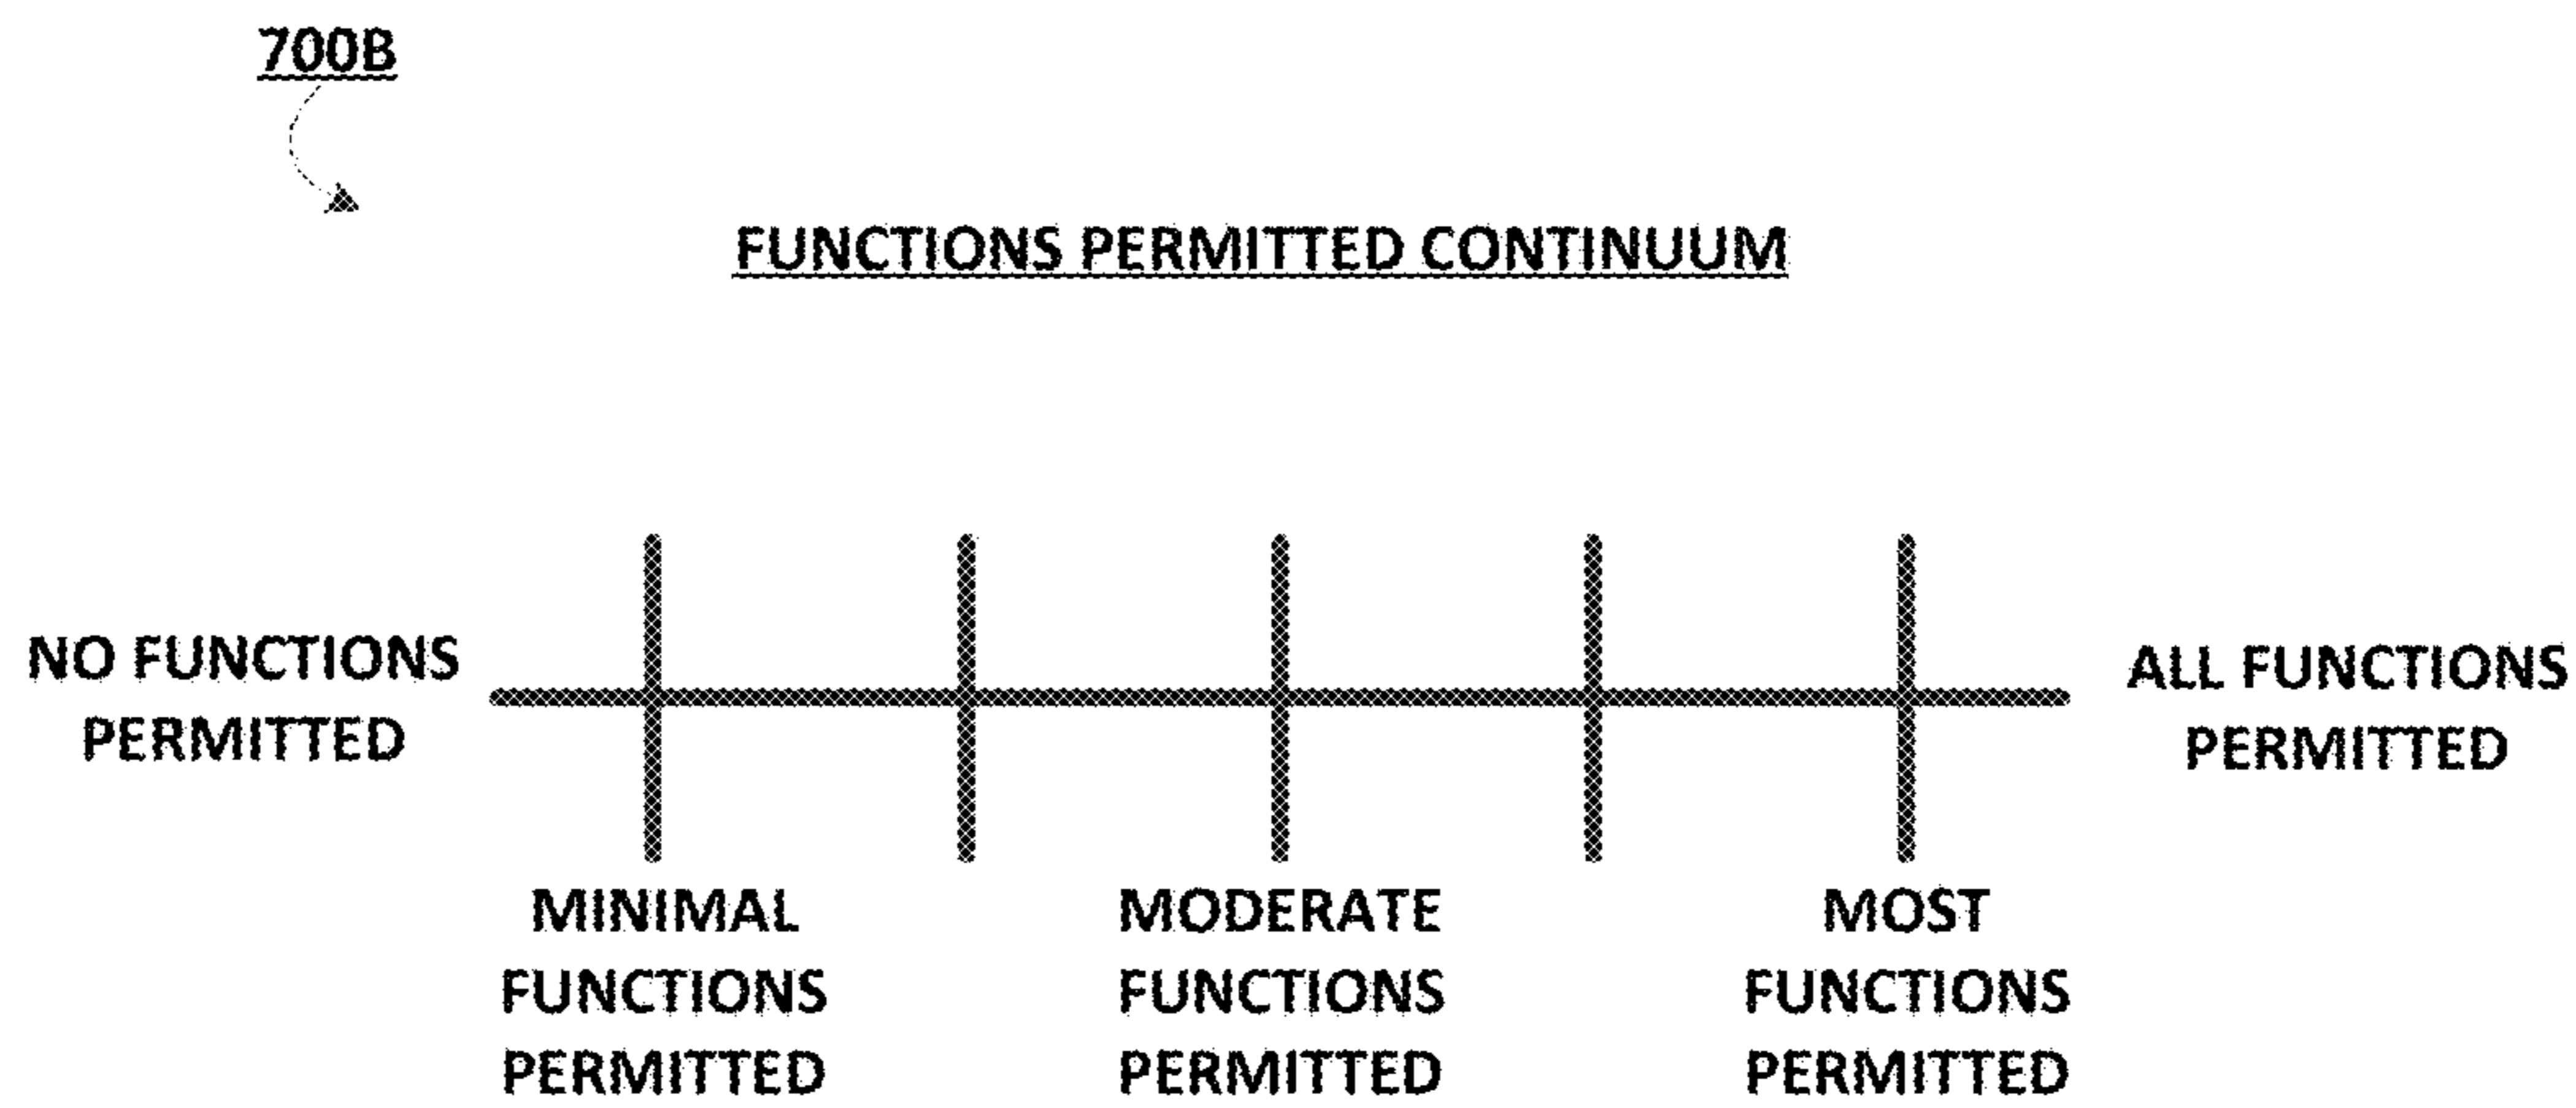 700B
FUNCTIONS PERMITTED CONTINUUM
NO FUNCTIONS
PERMITTED
ALL FUNCTIONS
PERMITTED
MINIMAL
FUNCTIONS
PERMITTED
MODERATE
FUNCTIONS
PERMITTED
MOST
FUNCTIONS
PERMITTED